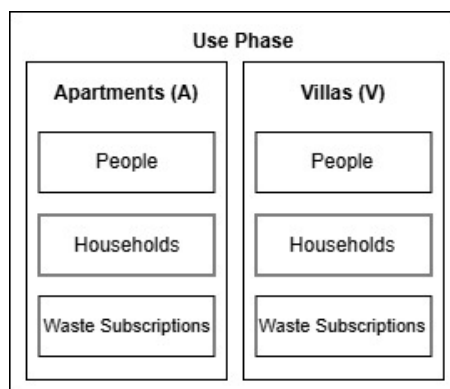 Use Phase
Apartments (A)
People
Households
Waste Subscriptions
Villas (V)
People
Households
Waste Subscriptions